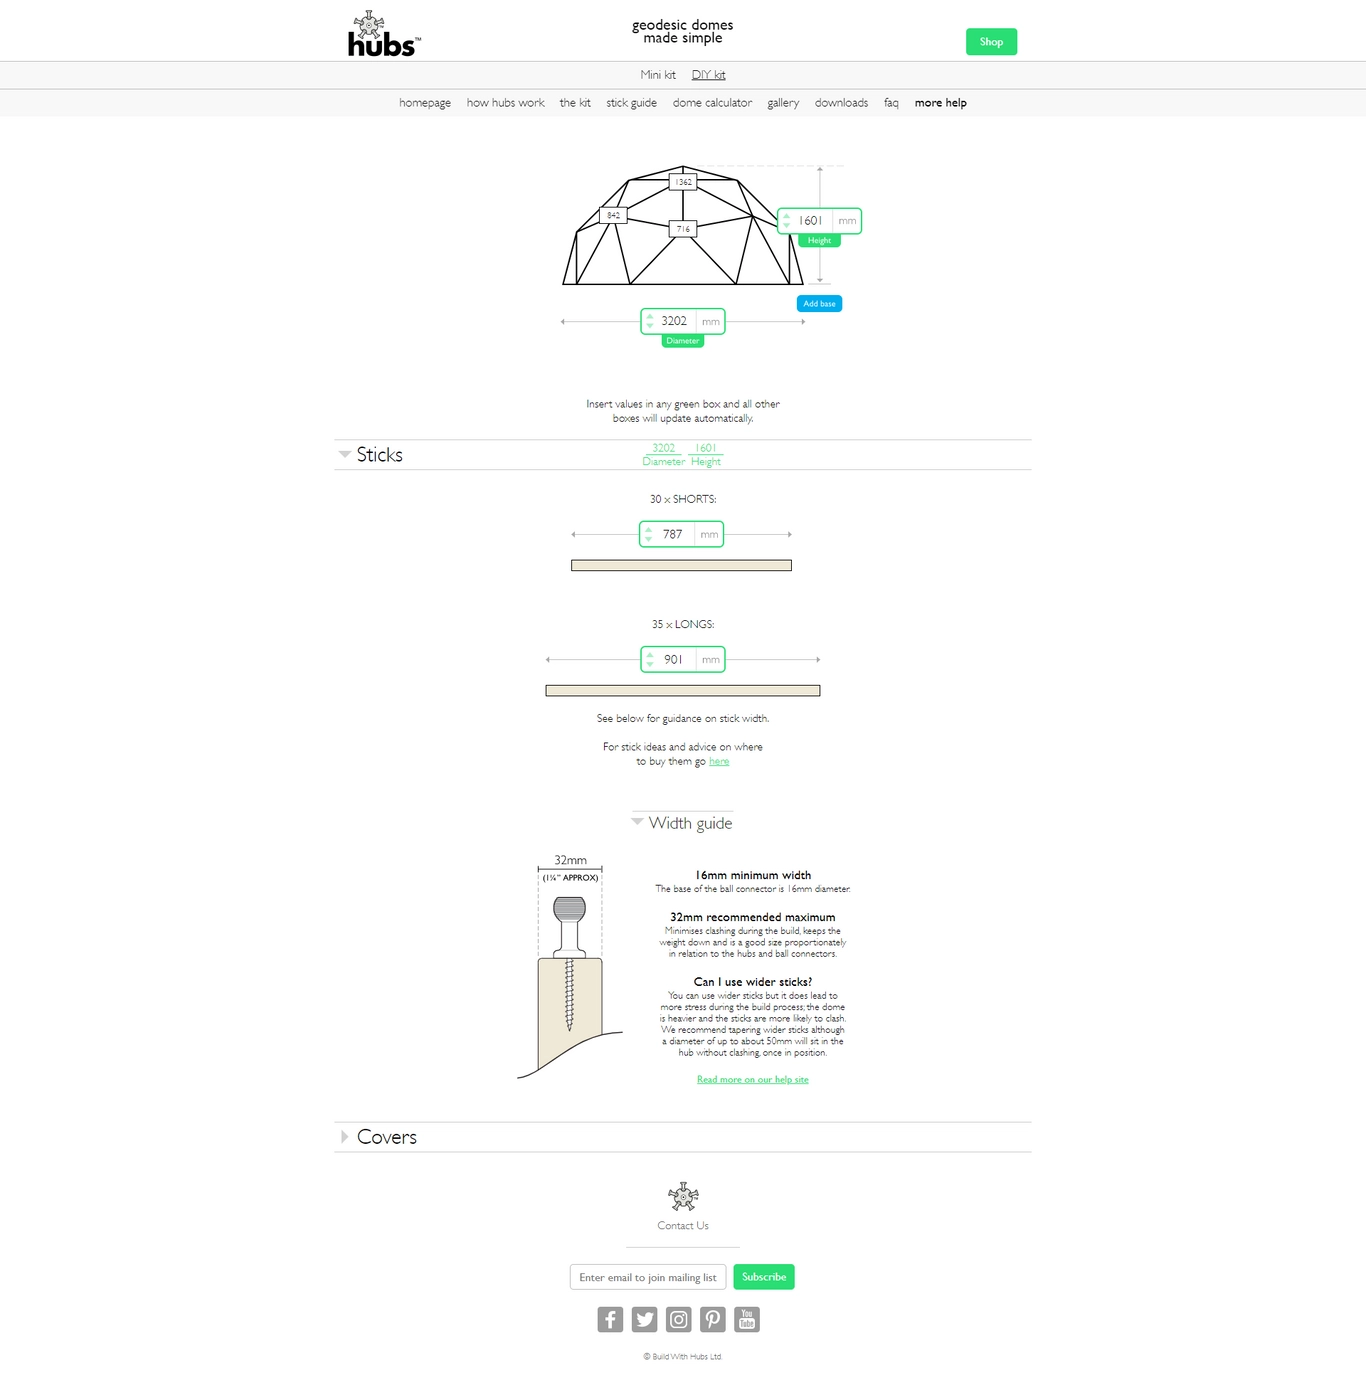 hubs™
geodesic domes
made simple
Shop
Mini kit DIY kit
homepage how hubs work the kit stick guide dome calculator gallery downloads faq more help
1362
842
716
1601 mm
Height
Add base
3202 mm
Diameter
Insert values in any green box and all other
boxes will update automatically.
Sticks
3202 1601
Diameter Height
30 x SHORTS:
787 mm
35 x LONGS:
901 mm
See below for guidance on stick width.
For stick ideas and advice on where
to buy them go here
Width guide
32mm
(1¼" APPROX)
16mm minimum width
The base of the ball connector is 16mm diameter.
32mm recommended maximum
Minimises clashing during the build, keeps the
weight down and is a good size proportionately
in relation to the hubs and ball connectors.
Can I use wider sticks?
You can use wider sticks but it does lead to
more stress during the build process; the dome
is heavier and the sticks are more likely to clash.
We recommend tapering wider sticks although
a diameter of up to about 50mm will sit in the
hub without clashing, once in position.
Read more on our help site
Covers
Contact Us
Enter email to join mailing list Subscribe
You
Tube
© Build With Hubs Ltd.